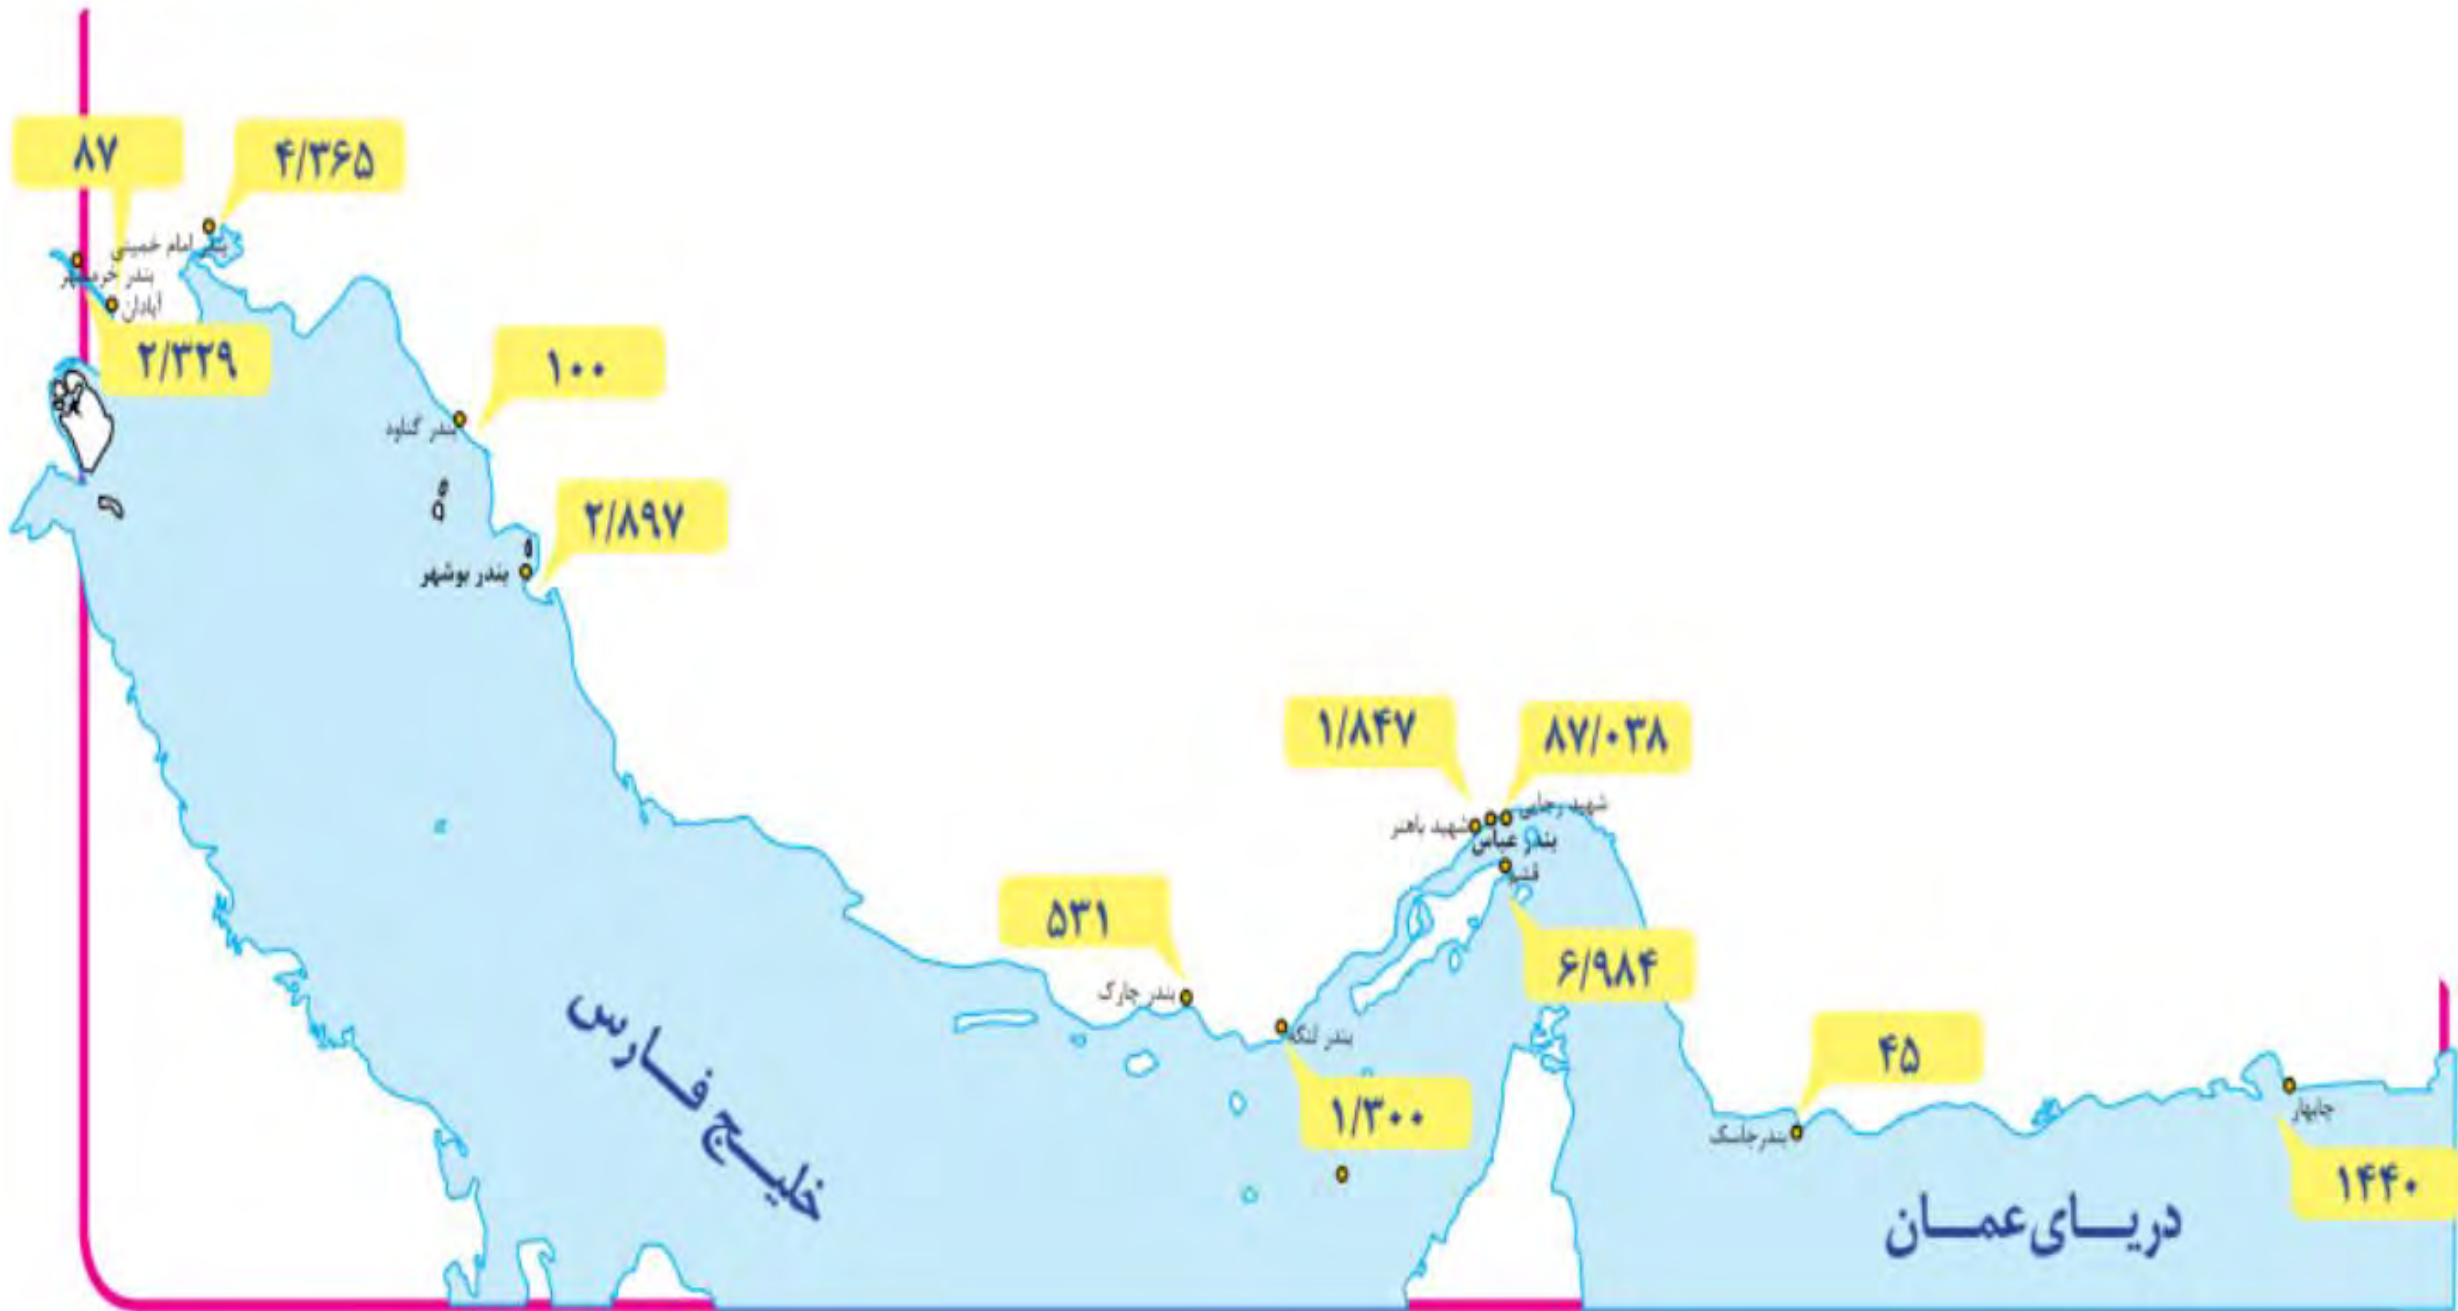 ۸۷
۴/۳۶۵
بندر امام خمینی
بندر خرمشهر
آبادان
۲/۳۲۹
۱۰۰
بندر گناوه
۲/۸۹۷
بندر بوشهر
۱/۸۴۷
۸۷/۰۳۸
شهید رجایی
شهید باهنر
بندر عباس
قشم
۵۳۱
بندر چارک
۶/۹۸۴
بندر لنگه
۱/۳۰۰
۴۵
بندرجاسک
چابهار
۱۴۴۰
خلیج فارس
دریای عمان